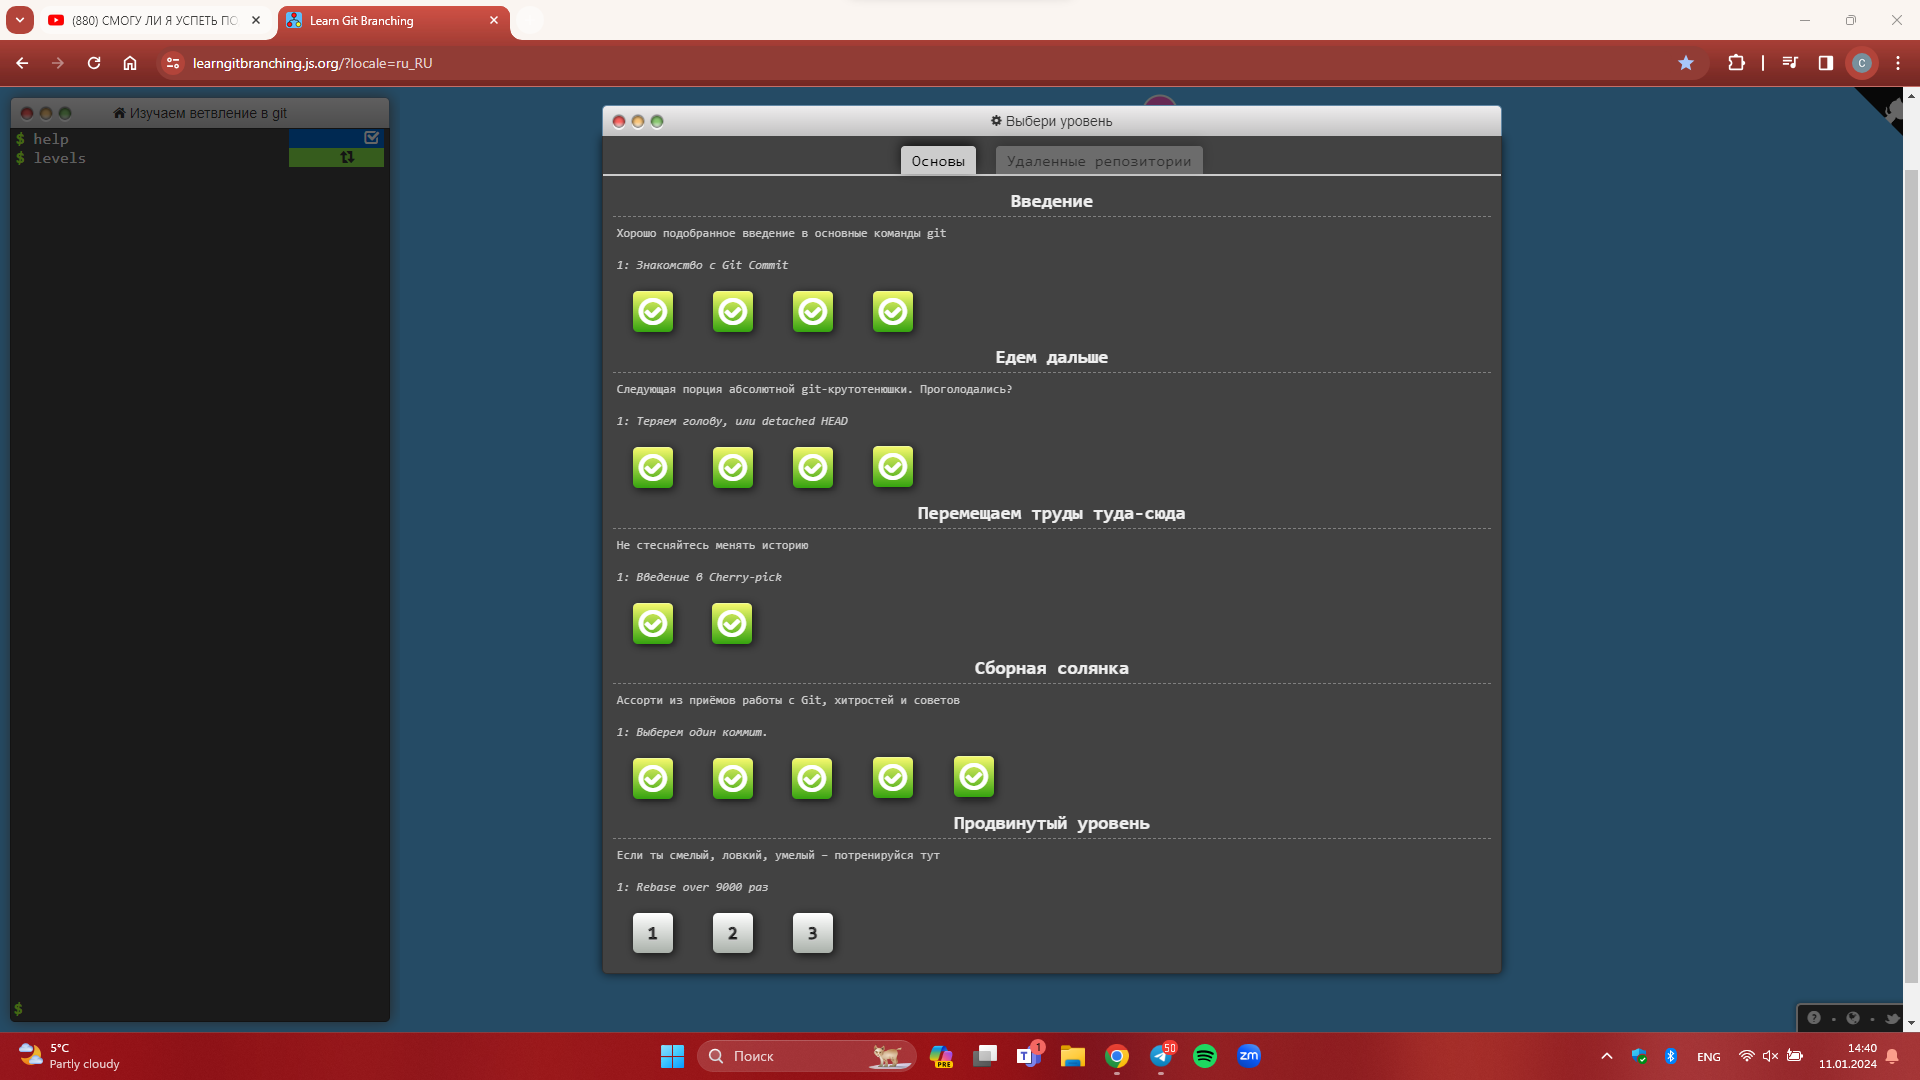 (880) СМОГУ ЛИ Я УСПЕТЬ ПО
Learn Git Branching
learngitbranching.js.org/?locale=ru_RU
C
Изучаем ветвление в git
$ help
$ levels
$
Выбери уровень
Основы
Удаленные репозитории
Введение
Хорошо подобранное введение в основные команды git
1: Знакомство с Git Commit
Едем дальше
Следующая порция абсолютной git-крутотенюшки. Проголодались?
1: Теряем голову, или detached HEAD
Перемещаем труды туда-сюда
Не стесняйтесь менять историю
1: Введение в Cherry-pick
Сборная солянка
Ассорти из приёмов работы с Git, хитростей и советов
1: Выберем один коммит.
Продвинутый уровень
Если ты смелый, ловкий, умелый – потренируйся тут
1: Rebase over 9000 раз
1 2 3
5°C
Partly cloudy
Поиск
PRE
T
1
50
zm
ENG
14:40
11.01.2024